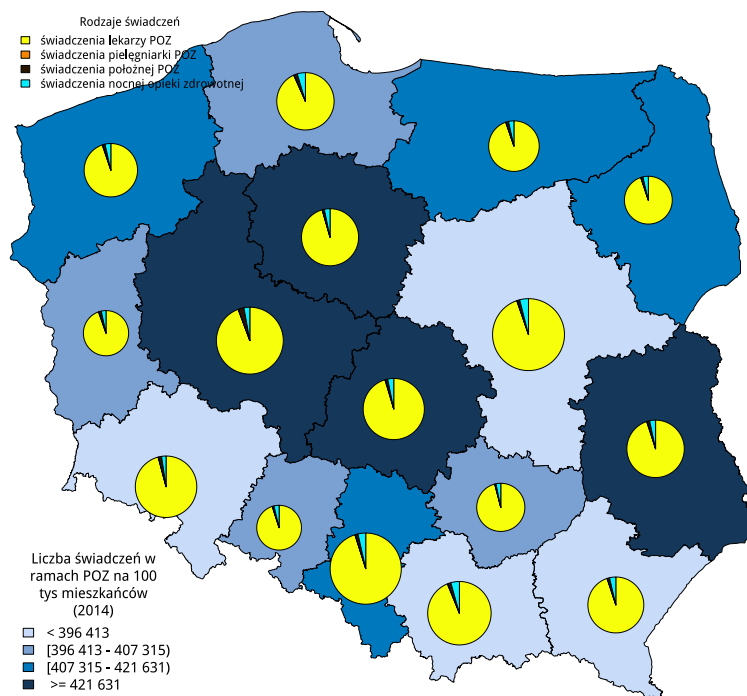 Rodzaje świadczeń
świadczenia lekarzy POZ
świadczenia pielęgniarki POZ
świadczenia położnej POZ
świadczenia nocnej opieki zdrowotnej
Liczba świadczeń w
ramach POZ na 100
tys mieszkańców
(2014)
< 396 413
[396 413 - 407 315)
[407 315 - 421 631)
>= 421 631